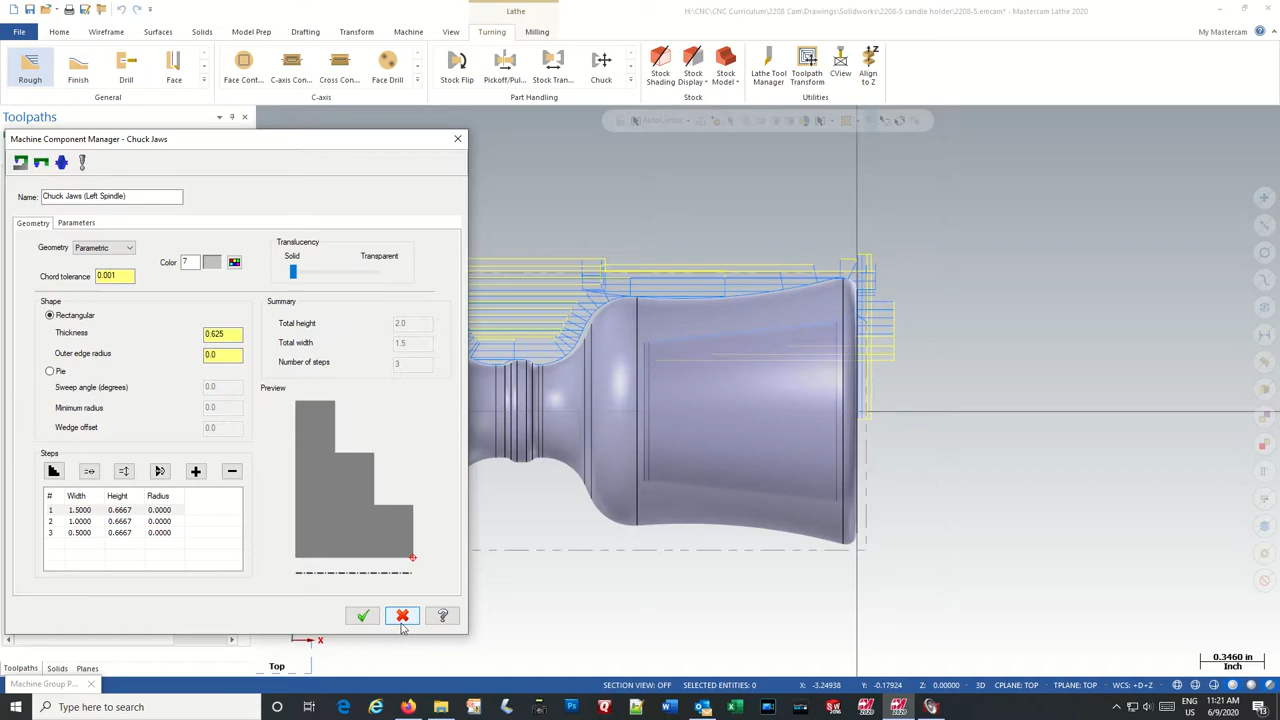 Lathe
H:\CNC\CNC Curriculum\2208 Cam\Drawings\Solidworks\2208-5 candle holder\2208-5.emcam* - Mastercam Lathe 2020
File Home Wireframe Surfaces Solids Model Prep Drafting Transform Machine View Turning Milling My Mastercam
Rough Finish Drill Face Face Cont... C-axis Con... Cross Con... Face Drill Stock Flip Pickoff/Pul... Stock Tran... Chuck Stock Shading Stock Display Stock Model Lathe Tool Manager Toolpath Transform CView Align to Z
General C-axis Part Handling Stock Utilities
Toolpaths
AutoCursor
Machine Component Manager - Chuck Jaws
Name: Chuck Jaws (Left Spindle)
Geometry Parameters
Geometry Parametric Color 7
Translucency
Solid Transparent
Chord tolerance 0.001
Shape
Rectangular
Thickness 0.625
Outer edge radius 0.0
Pie
Sweep angle (degrees) 0.0
Minimum radius 0.0
Wedge offset 0.0
Summary
Total height 2.0
Total width 1.5
Number of steps 3
Preview
Steps
# Width Height Radius
1 1.5000 0.6667 0.0000
2 1.0000 0.6667 0.0000
3 0.5000 0.6667 0.0000
X
Top
0.3460 in
Inch
Toolpaths Solids Planes
Machine Group P...
SECTION VIEW: OFF SELECTED ENTITIES: 0 X: -3.24938 Y: -0.17924 Z: 0.00000 3D CPLANE: TOP TPLANE: TOP WCS: +D+Z
Type here to search
11:21 AM
6/9/2020